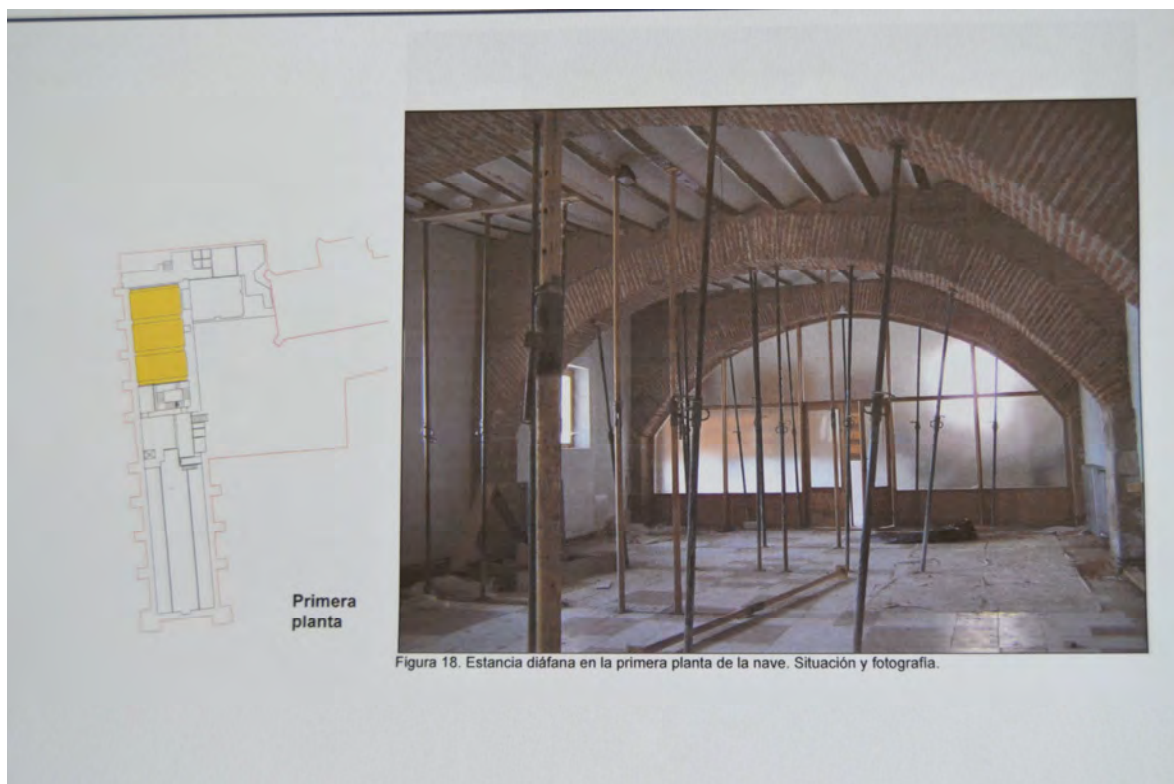 Primera
planta
Figura 18. Estancia diáfana en la primera planta de la nave. Situación y fotografía.